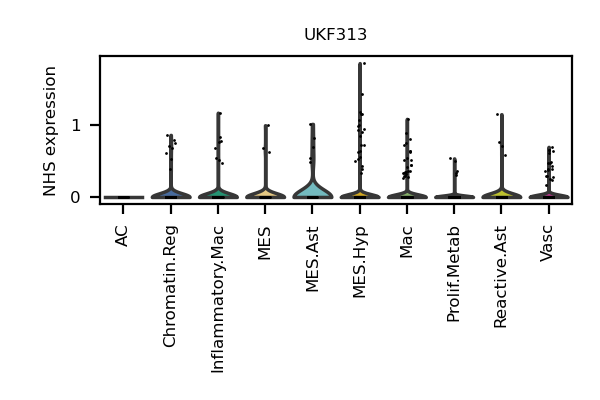 UKF313
NHS expression
1
0
AC
Chromatin.Reg
Inflammatory.Mac
MES
MES.Ast
MES.Hyp
Mac
Prolif.Metab
Reactive.Ast
Vasc